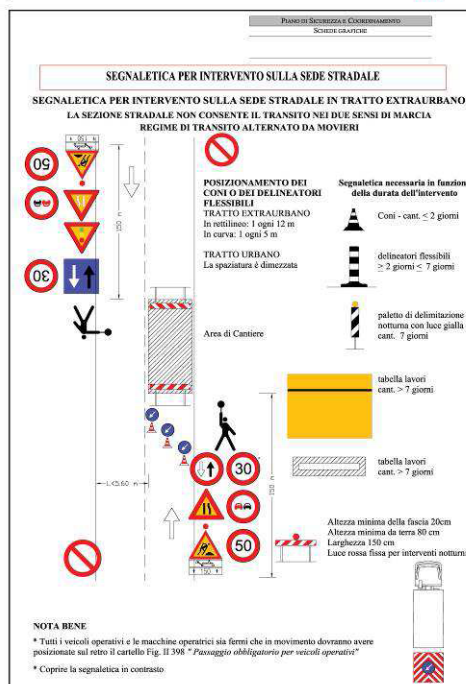 PIANO DI SICUREZZA E COORDINAMENTO
SCHEDE GRAFICHE
SEGNALETICA PER INTERVENTO SULLA SEDE STRADALE
SEGNALETICA PER INTERVENTO SULLA SEDE STRADALE IN TRATTO EXTRAURBANO
LA SEZIONE STRADALE NON CONSENTE IL TRANSITO NEI DUE SENSI DI MARCIA
REGIME DI TRANSITO ALTERNATO DA MOVIERI
150
50
30
150 m
POSIZIONAMENTO DEI
CONI O DEI DELINEATORI
FLESSIBILI
TRATTO EXTRAURBANO
In rettilineo: 1 ogni 12 m
In curva: 1 ogni 5 m
TRATTO URBANO
La spaziatura è dimezzata
Segnaletica necessaria in funzion
della durata dell'intervento
Coni - cant. ≤ 2 giorni
delineatori flessibili
> 2 giorni < 7 giorni
paletto di delimitazione
notturna con luce gialla
cant. 7 giorni
Area di Cantiere
tabella lavori
cant. > 7 giorni
tabella lavori
cant. > 7 giorni
L<5.60 m
30
50
150
150 m
Altezza minima della fascia 20cm
Altezza minima da terra 80 cm
Larghezza 150 cm
Luce rossa fissa per interventi notturni
NOTA BENE
* Tutti i veicoli operativi e le macchine operatrici sia fermi che in movimento dovranno avere
posizionate sul retro il cartello Fig. II 398 " Passaggio obbligatorio per veicoli operativi"
* Coprire la segnaletica in contrasto